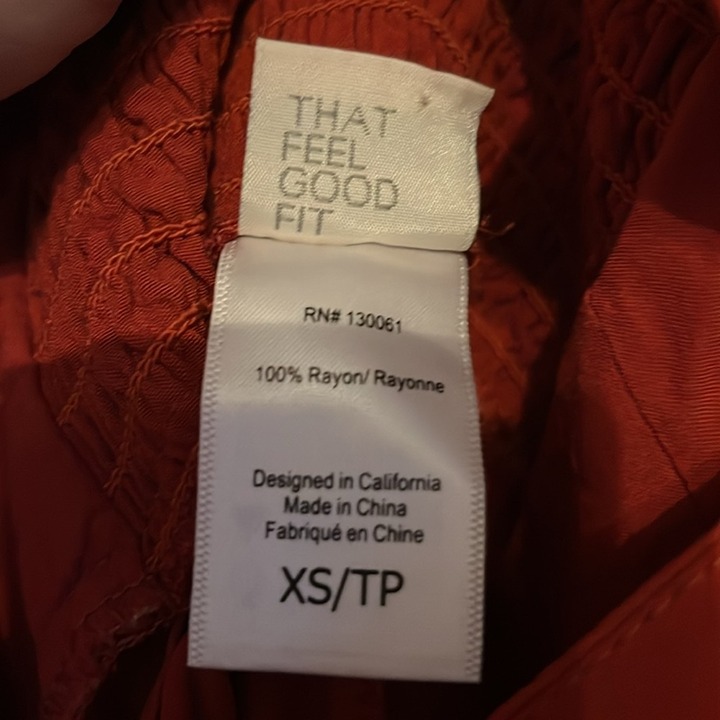 THAT
FEEL
GOOD
FIT
RN# 130061
100% Rayon/ Rayonne
Designed in California
Made in China
Fabriqué en Chine
XS/TP